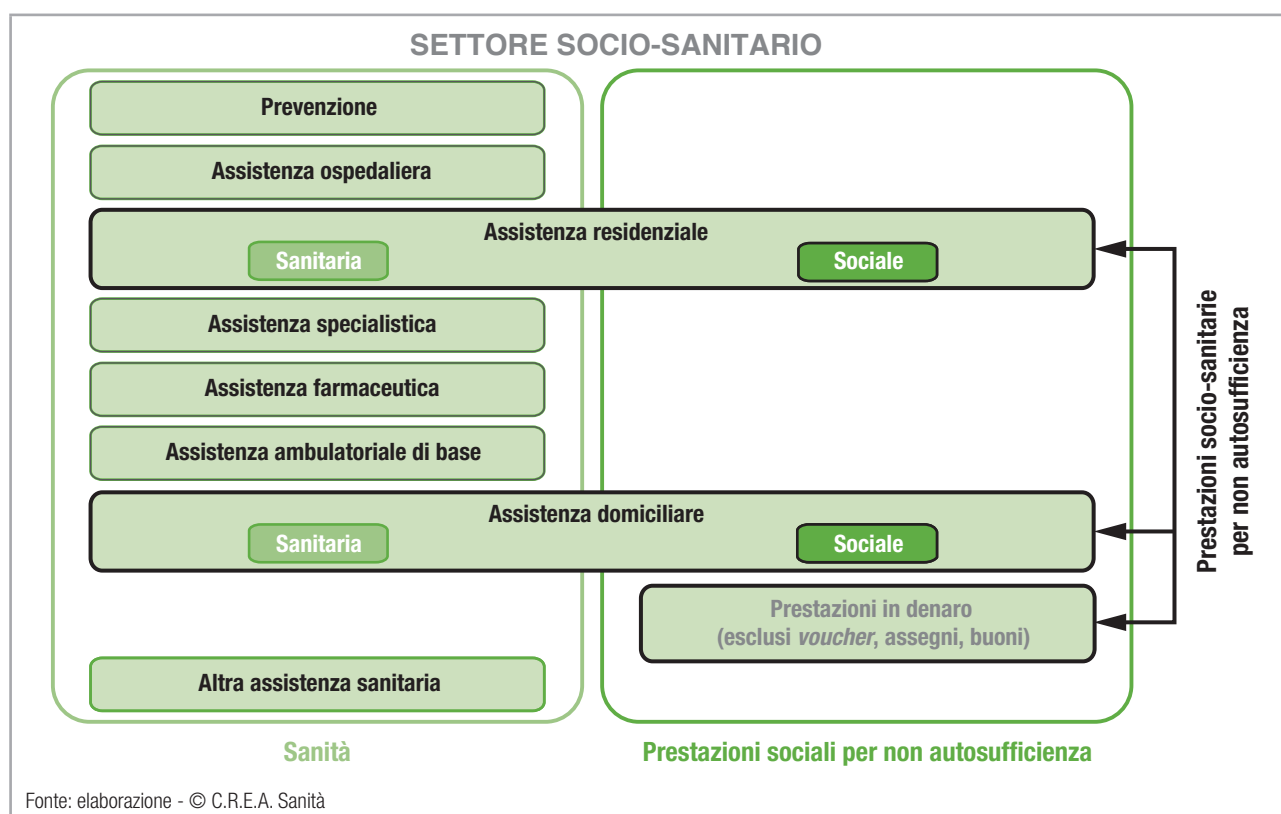 SETTORE SOCIO-SANITARIO
Prevenzione
Assistenza ospedaliera
Assistenza residenziale
Sanitaria
Sociale
Assistenza specialistica
Assistenza farmaceutica
Assistenza ambulatoriale di base
Assistenza domiciliare
Sanitaria
Sociale
Prestazioni in denaro
(esclusi voucher, assegni, buoni)
Altra assistenza sanitaria
Prestazioni socio-sanitarie
per non autosufficienza
Sanità
Prestazioni sociali per non autosufficienza
Fonte: elaborazione - © C.R.E.A. Sanità